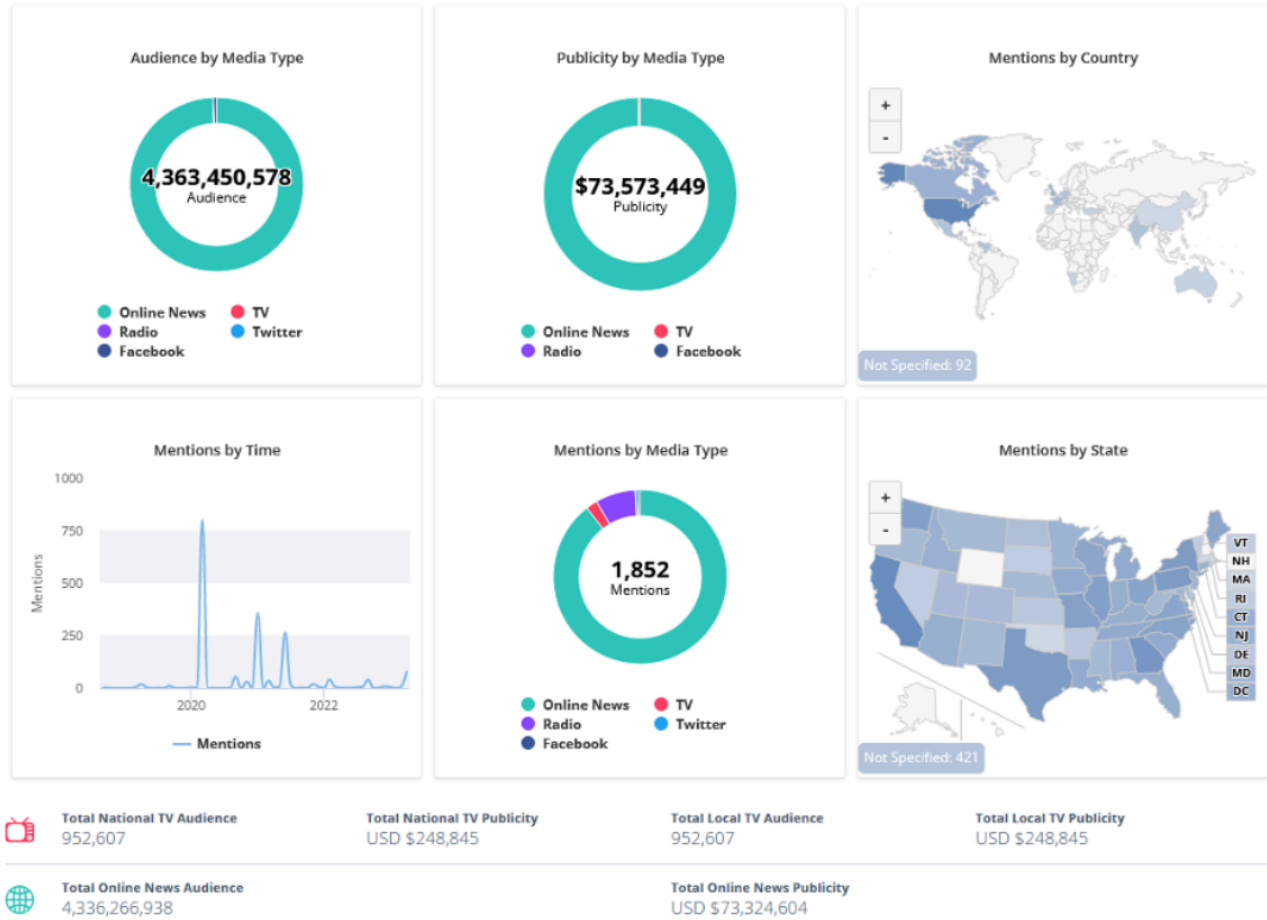 Audience by Media Type
4,363,450,578
Audience
Online News
TV
Radio
Twitter
Facebook
Publicity by Media Type
$73,573,449
Publicity
Online News
TV
Radio
Facebook
Mentions by Country
+
-
Not Specified: 92
Mentions by Time
1000
750
500
250
0
Mentions
2020
2022
Mentions
Mentions by Media Type
1,852
Mentions
Online News
TV
Radio
Twitter
Facebook
Mentions by State
+
-
VT
NH
MA
RI
CT
NJ
DE
MD
DC
Not Specified: 421
Total National TV Audience
952,607
Total National TV Publicity
USD $248,845
Total Local TV Audience
952,607
Total Local TV Publicity
USD $248,845
Total Online News Audience
4,336,266,938
Total Online News Publicity
USD $73,324,604